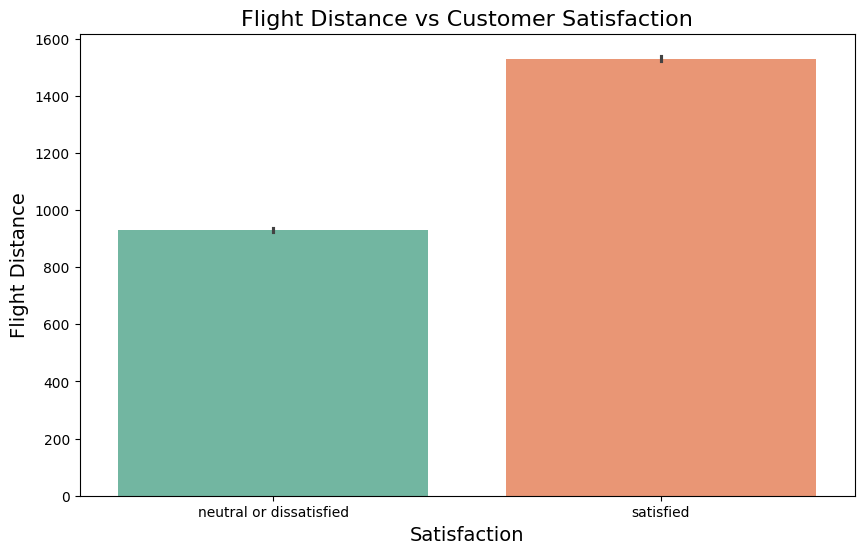 Flight Distance vs Customer Satisfaction
Flight Distance
1600
1400
1200
1000
800
600
400
200
0
neutral or dissatisfied
satisfied
Satisfaction